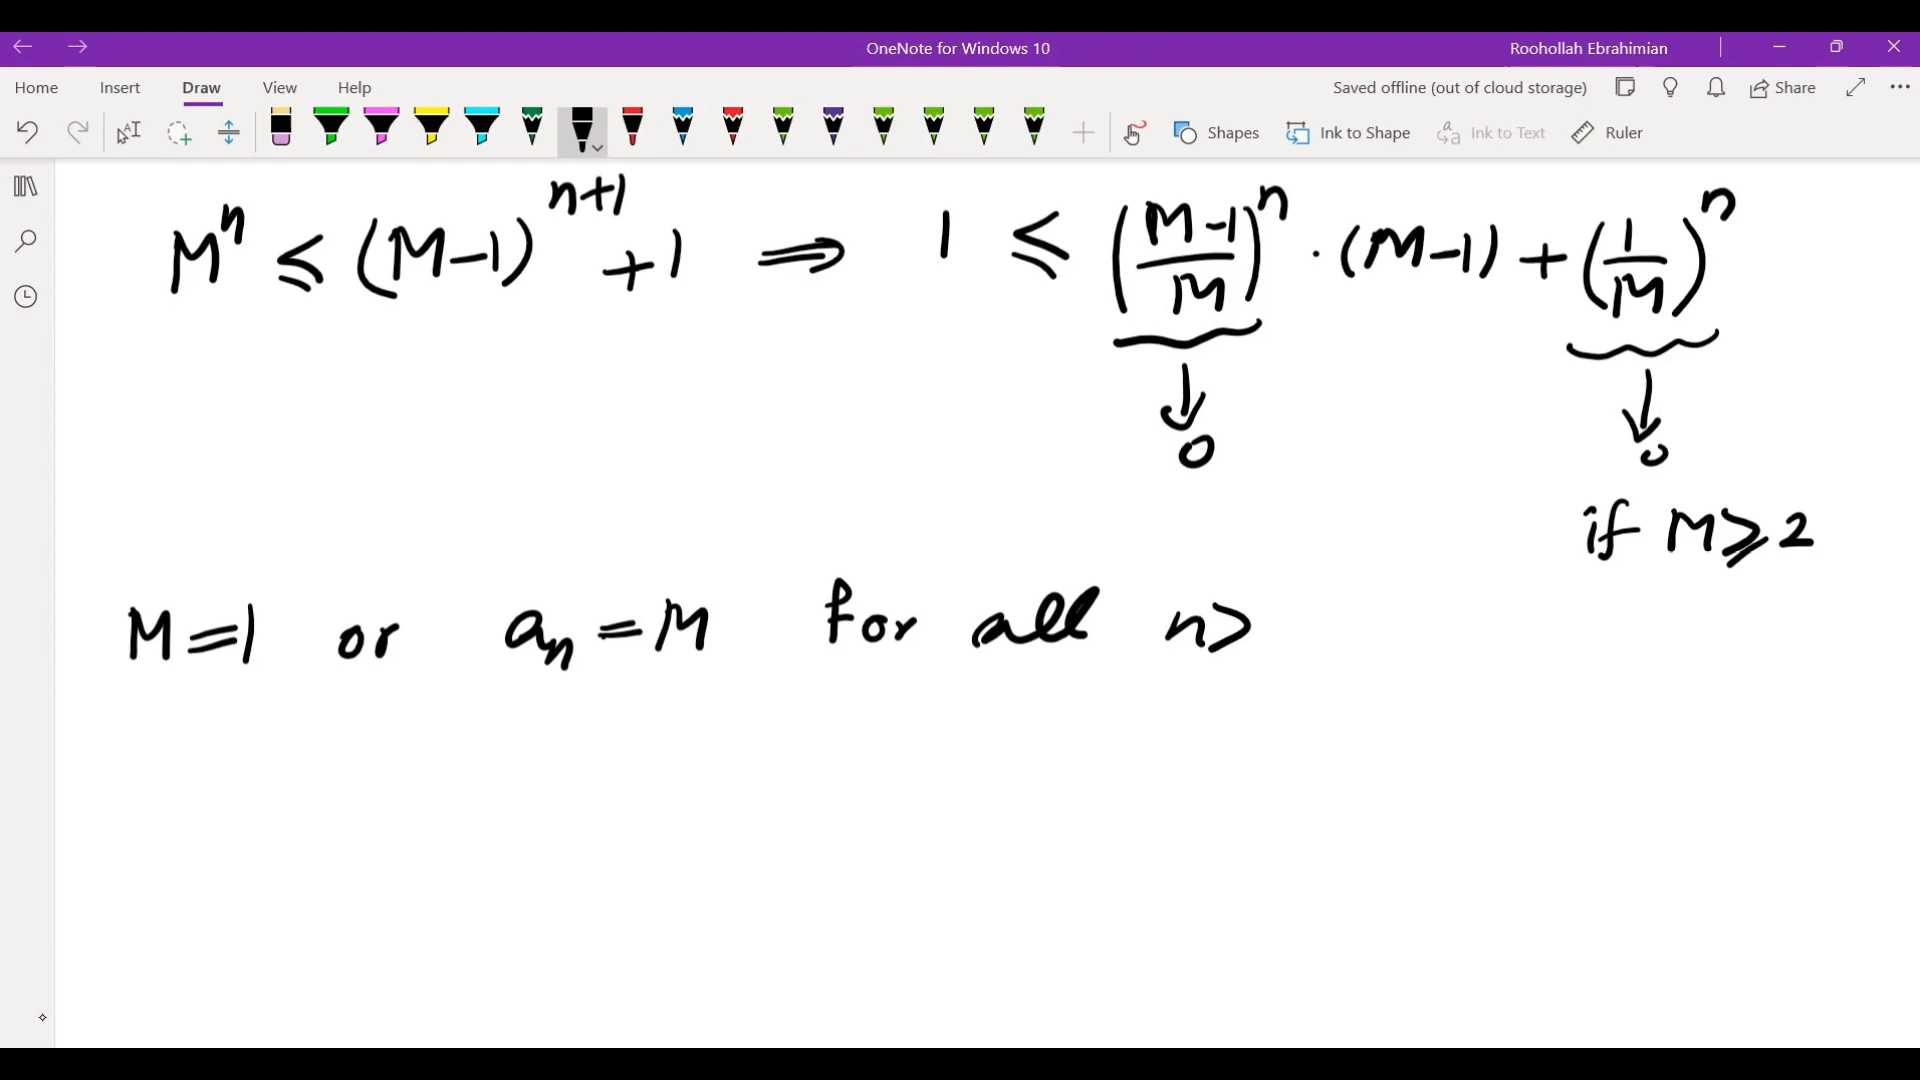 OneNote for Windows 10 Roohollah Ebrahimian
Home Insert Draw View Help Saved offline (out of cloud storage) Share
Shapes Ink to Shape Ink to Text Ruler
M^n ≤ (M-1)^{n+1} + 1 ⟹ 1 ≤ ((M-1)/M)^n · (M-1) + (1/M)^n
↓ ↓
0 0
if M ⩾ 2
M=1 or a_n = M for all n>